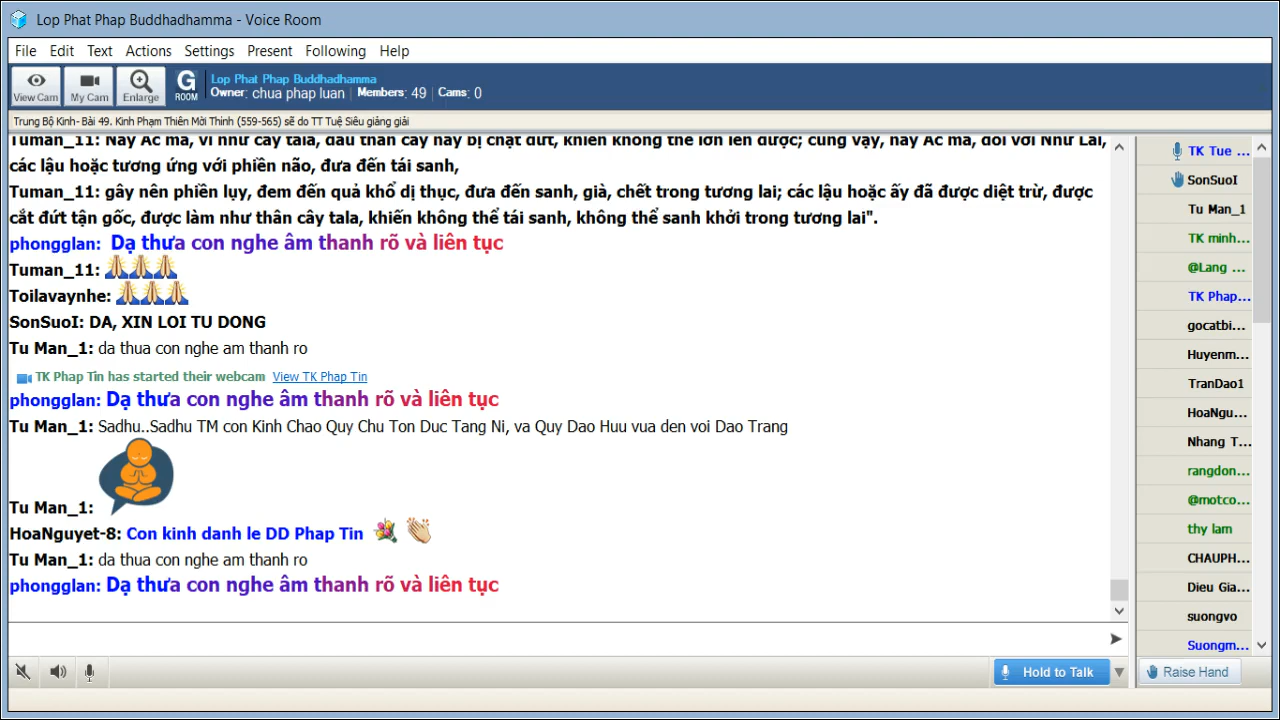 Lop Phat Phap Buddhadhamma - Voice Room
File Edit Text Actions Settings Present Following Help
View Cam My Cam Enlarge G ROOM
Lop Phat Phap Buddhadhamma
Owner: chua phap luan | Members: 49 | Cams: 0
Trung Bộ Kinh- Bài 49. Kinh Phạm Thiên Mời Thinh (559-565) sẽ do TT Tuệ Siêu giảng giải
Tuman_11: Này Ác ma, ví như cây tala, đầu thân cây này bị chặt đứt, khiến không thể lớn lên được; cũng vậy, này Ác ma, đối với Như Lai,
các lậu hoặc tương ứng với phiền não, đưa đến tái sanh,
Tuman_11: gây nên phiền lụy, đem đến quả khổ dị thục, đưa đến sanh, già, chết trong tương lai; các lậu hoặc ấy đã được diệt trừ, được
cắt đứt tận gốc, được làm như thân cây tala, khiến không thể tái sanh, không thể sanh khởi trong tương lai".
phongglan: Dạ thưa con nghe âm thanh rõ và liên tục
Tuman_11:
Toilavaynhe:
SonSuoI: DA, XIN LOI TU DONG
Tu Man_1: da thua con nghe am thanh ro
TK Phap Tin has started their webcam View TK Phap Tin
phongglan: Dạ thưa con nghe âm thanh rõ và liên tục
Tu Man_1: Sadhu..Sadhu TM con Kinh Chao Quy Chu Ton Duc Tang Ni, va Quy Dao Huu vua den voi Dao Trang
Tu Man_1:
HoaNguyet-8: Con kinh danh le DD Phap Tin
Tu Man_1: da thua con nghe am thanh ro
phongglan: Dạ thưa con nghe âm thanh rõ và liên tục
Hold to Talk
TK Tue ...
SonSuoI
Tu Man_1
TK minh...
@Lang ...
TK Phap...
gocatbi...
Huyenm...
TranDao1
HoaNgu...
Nhang T...
rangdon...
@motco...
thy lam
CHAUPH...
Dieu Gia...
suongvo
Suongm...
Raise Hand